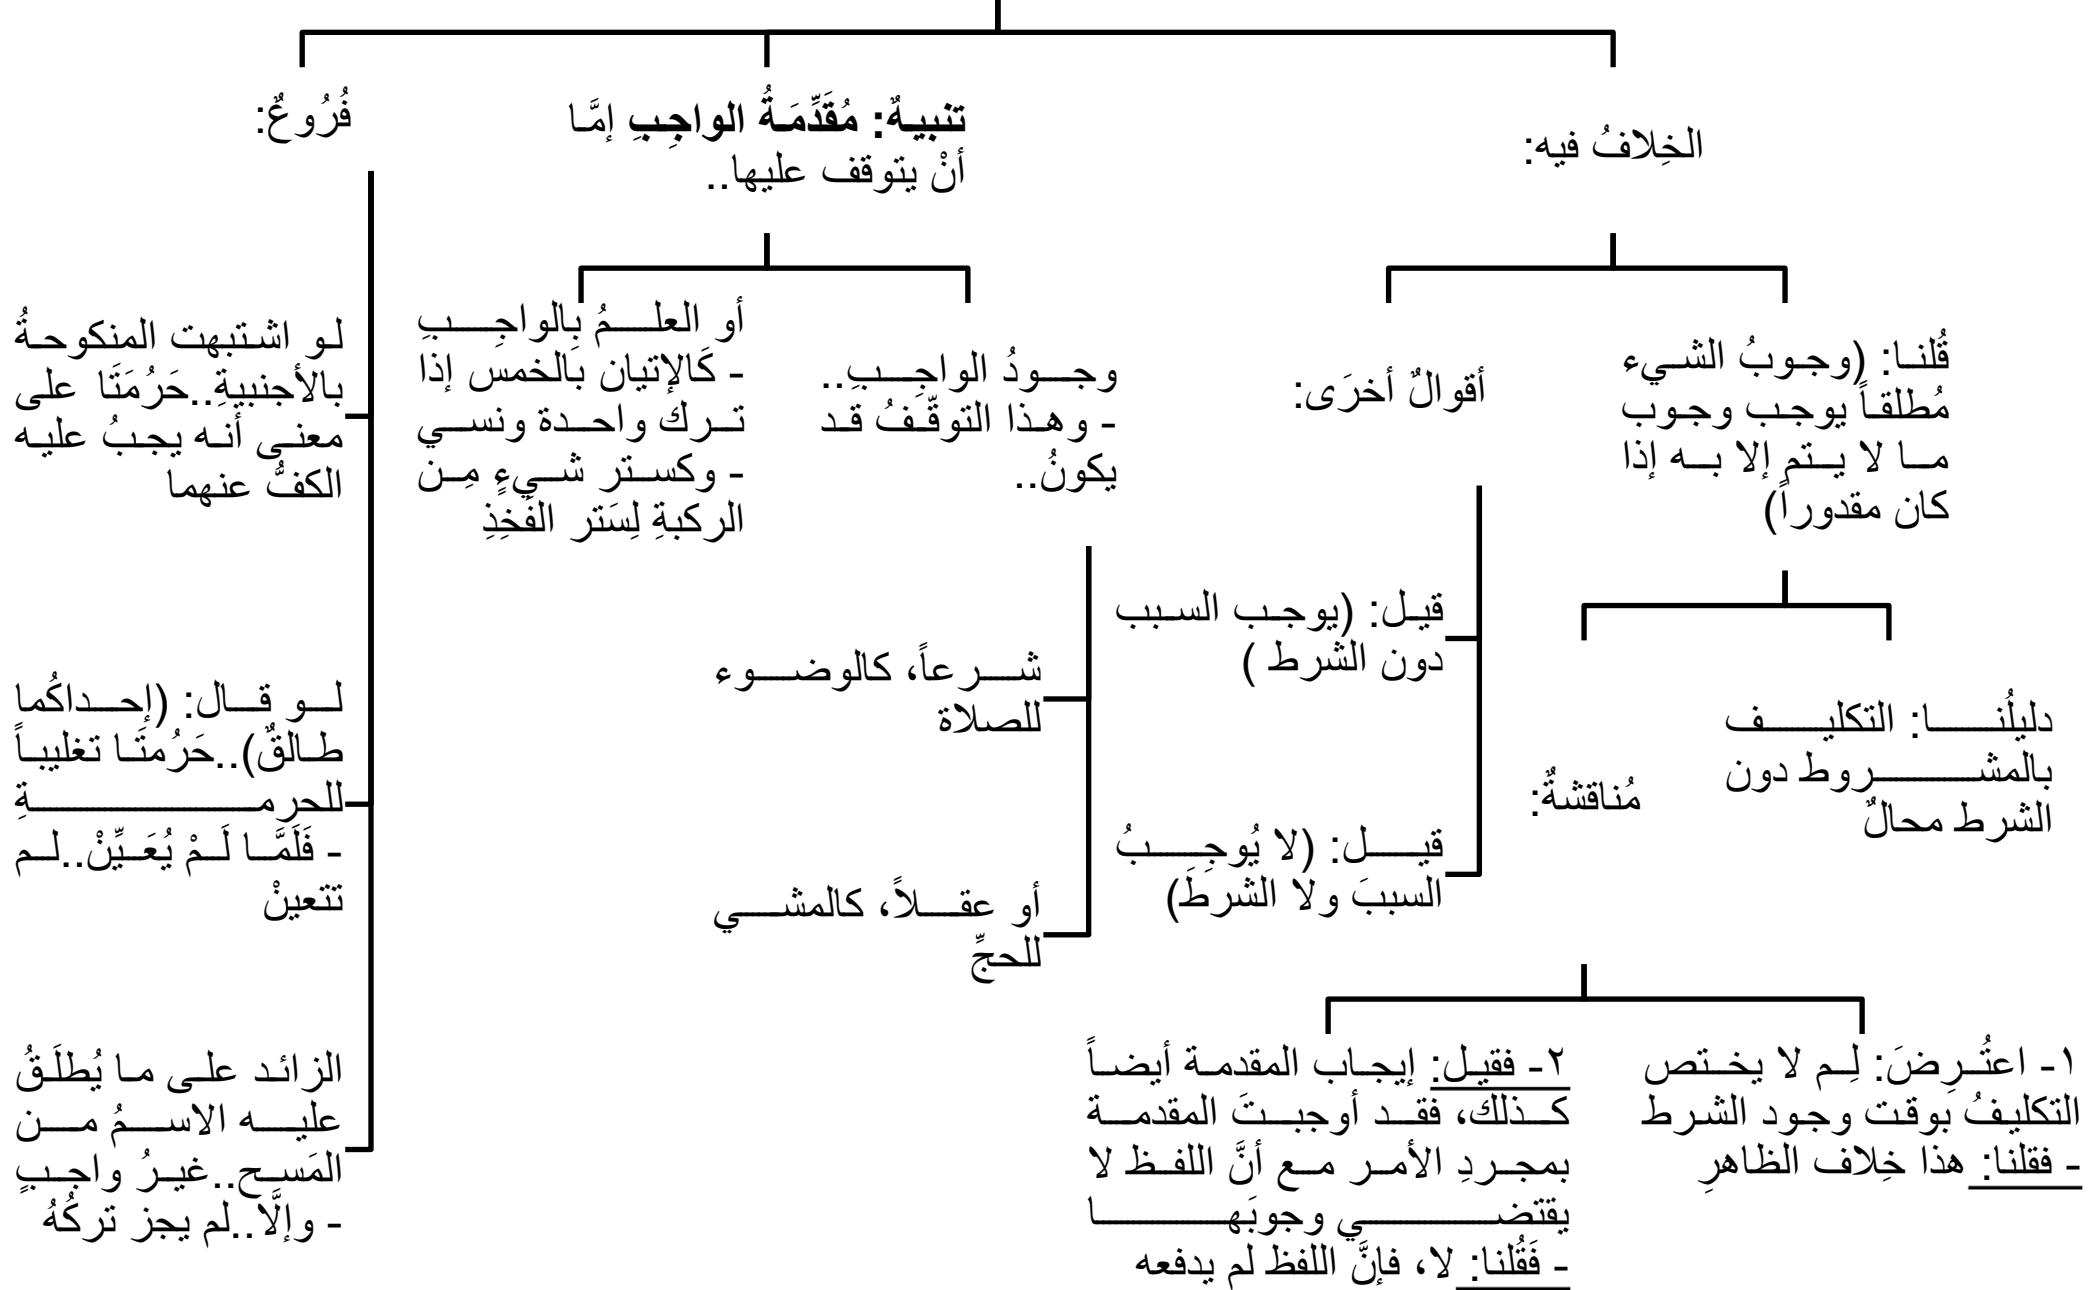 الخِلافُ فيه:
قُلنا: (وجوبُ الشيء
مُطلقاً يوجب وجوب
ما لا يتم إلا به إذا
كان مقدوراً)
دليلُنا: التكليف
بالمشروط دون
الشرط محالٌ
مُناقشةٌ:
١- اعتُرِضَ: لِم لا يختص
التكليفُ بوقت وجود الشرط
- فقلنا: هذا خِلاف الظاهرِ
٢- فقيل: إيجاب المقدمة أيضاً
كذلك، فقد أوجبتَ المقدمة
بمجردِ الأمر مع أنَّ اللفظ لا
يقتضي وجوبَها
- فَقُلنا: لا، فإنَّ اللفظ لم يدفعه
أقوالٌ أخرَى:
قيل: (يوجب السبب
دون الشرط )
قيل: (لا يُوجِبُ
السببَ ولا الشرطَ)
تنبيهٌ: مُقَدِّمَةُ الواجِبِ إمَّا
أنْ يتوقف عليها..
وجودُ الواجِبِ..
- وهذا التوقّفُ قد
يكونُ..
شرعاً، كالوضوء
للصلاة
أو عقلاً، كالمشي
للحجِّ
أو العلمُ بِالواجِبِ
- كَالإتيان بالخمس إذا
ترك واحدة ونسي
- وكستر شيءٍ مِن
الركبةِ لِسَتر الفَخِذِ
فُرُوعٌ:
لو اشتبهت المنكوحةُ
بالأجنبيةِ..حَرُمَتَا على
معنى أنه يجبُ عليه
الكفُّ عنهما
لو قال: (إحداكُما
طالقٌ)..حَرُمتَا تغليباً
للحرمةِ
- فَلَمَّا لَمْ يُعَيِّنْ..لم
تتعينْ
الزائد على ما يُطلَقُ
عليه الاسمُ من
المَسح..غيرُ واجبٍ
- وإلَّا..لم يجز تركُهُ